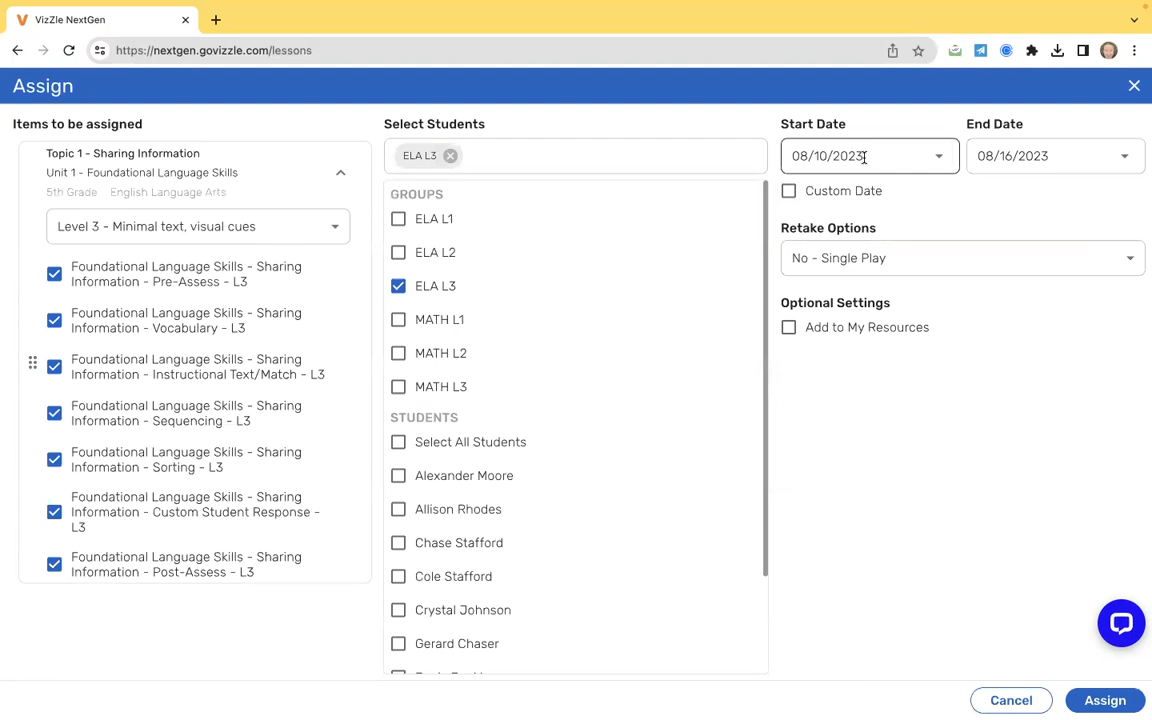 VizZle NextGen
https://nextgen.govizzle.com/lessons
Assign
Items to be assigned
Topic 1 - Sharing Information
Unit 1 - Foundational Language Skills
5th Grade English Language Arts
Level 3 - Minimal text, visual cues
Foundational Language Skills - Sharing
Information - Pre-Assess - L3
Foundational Language Skills - Sharing
Information - Vocabulary - L3
Foundational Language Skills - Sharing
Information - Instructional Text/Match - L3
Foundational Language Skills - Sharing
Information - Sequencing - L3
Foundational Language Skills - Sharing
Information - Sorting - L3
Foundational Language Skills - Sharing
Information - Custom Student Response -
L3
Foundational Language Skills - Sharing
Information - Post-Assess - L3
Select Students
ELA L3
GROUPS
ELA L1
ELA L2
ELA L3
MATH L1
MATH L2
MATH L3
STUDENTS
Select All Students
Alexander Moore
Allison Rhodes
Chase Stafford
Cole Stafford
Crystal Johnson
Gerard Chaser
Start Date
08/10/2023
End Date
08/16/2023
Custom Date
Retake Options
No - Single Play
Optional Settings
Add to My Resources
Cancel
Assign